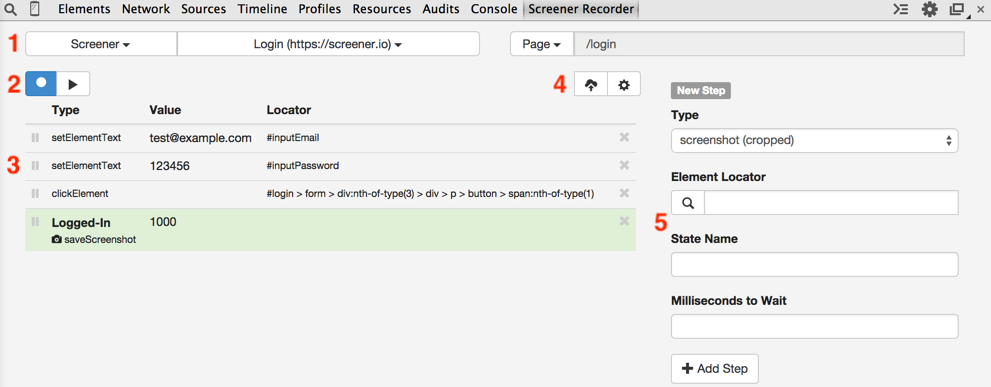 Elements Network Sources Timeline Profiles Resources Audits Console Screener Recorder
1 Screener Login (https://screener.io) Page /login
2 4
New Step
Type Value Locator
Type
setElementText test@example.com #inputEmail
screenshot (cropped)
3 setElementText 123456 #inputPassword
Element Locator
clickElement #login > form > div:nth-of-type(3) > div > p > button > span:nth-of-type(1)
5
Logged-In 1000
saveScreenshot
State Name
Milliseconds to Wait
Add Step